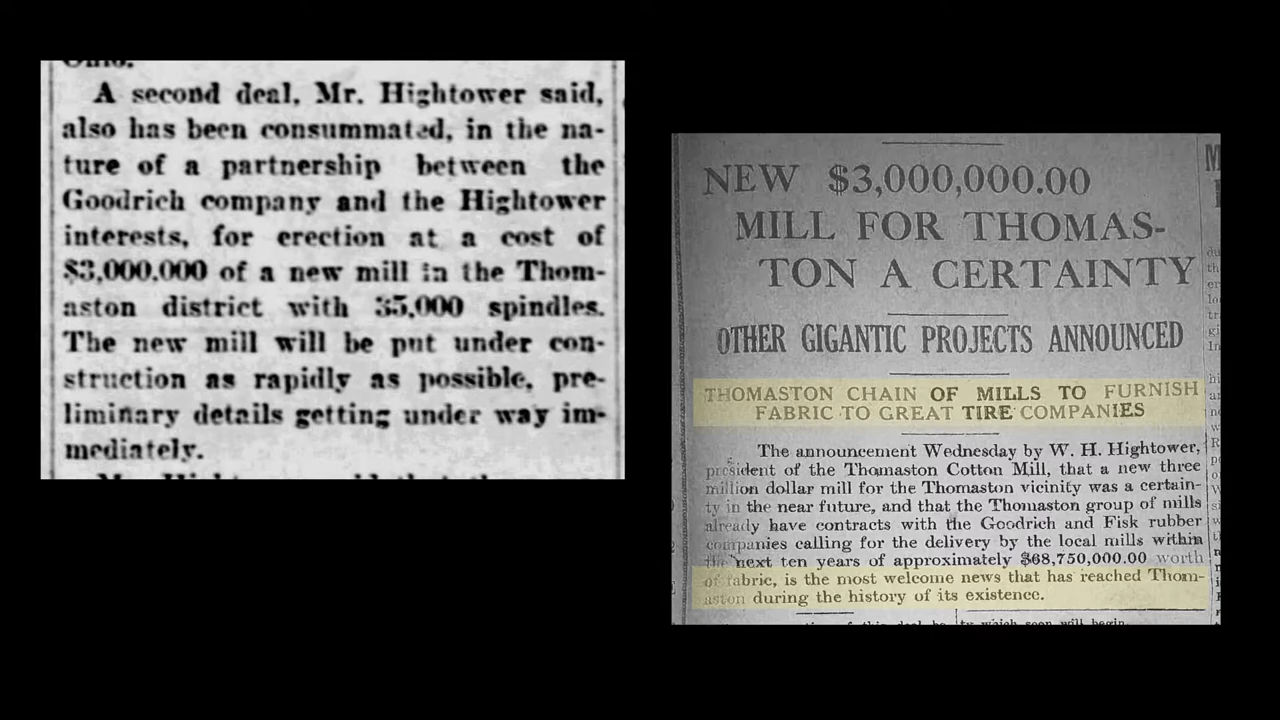 Ohio.
A second deal, Mr. Hightower said,
also has been consummated, in the na-
ture of a partnership between the
Goodrich company and the Hightower
interests, for erection at a cost of
$3,000,000 of a new mill in the Thom-
aston district with 35,000 spindles.
The new mill will be put under con-
struction as rapidly as possible, pre-
liminary details getting under way im-
mediately.
NEW $3,000,000.00
MILL FOR THOMAS-
TON A CERTAINTY
OTHER GIGANTIC PROJECTS ANNOUNCED
THOMASTON CHAIN OF MILLS TO FURNISH
FABRIC TO GREAT TIRE COMPANIES
The announcement Wednesday by W. H. Hightower,
president of the Thomaston Cotton Mill, that a new three
million dollar mill for the Thomaston vicinity was a certain-
ty in the near future, and that the Thomaston group of mills
already have contracts with the Goodrich and Fisk rubber
companies calling for the delivery by the local mills within
the next ten years of approximately $68,750,000.00 worth
of fabric, is the most welcome news that has reached Thom-
aston during the history of its existence.
ty which soon will begin.